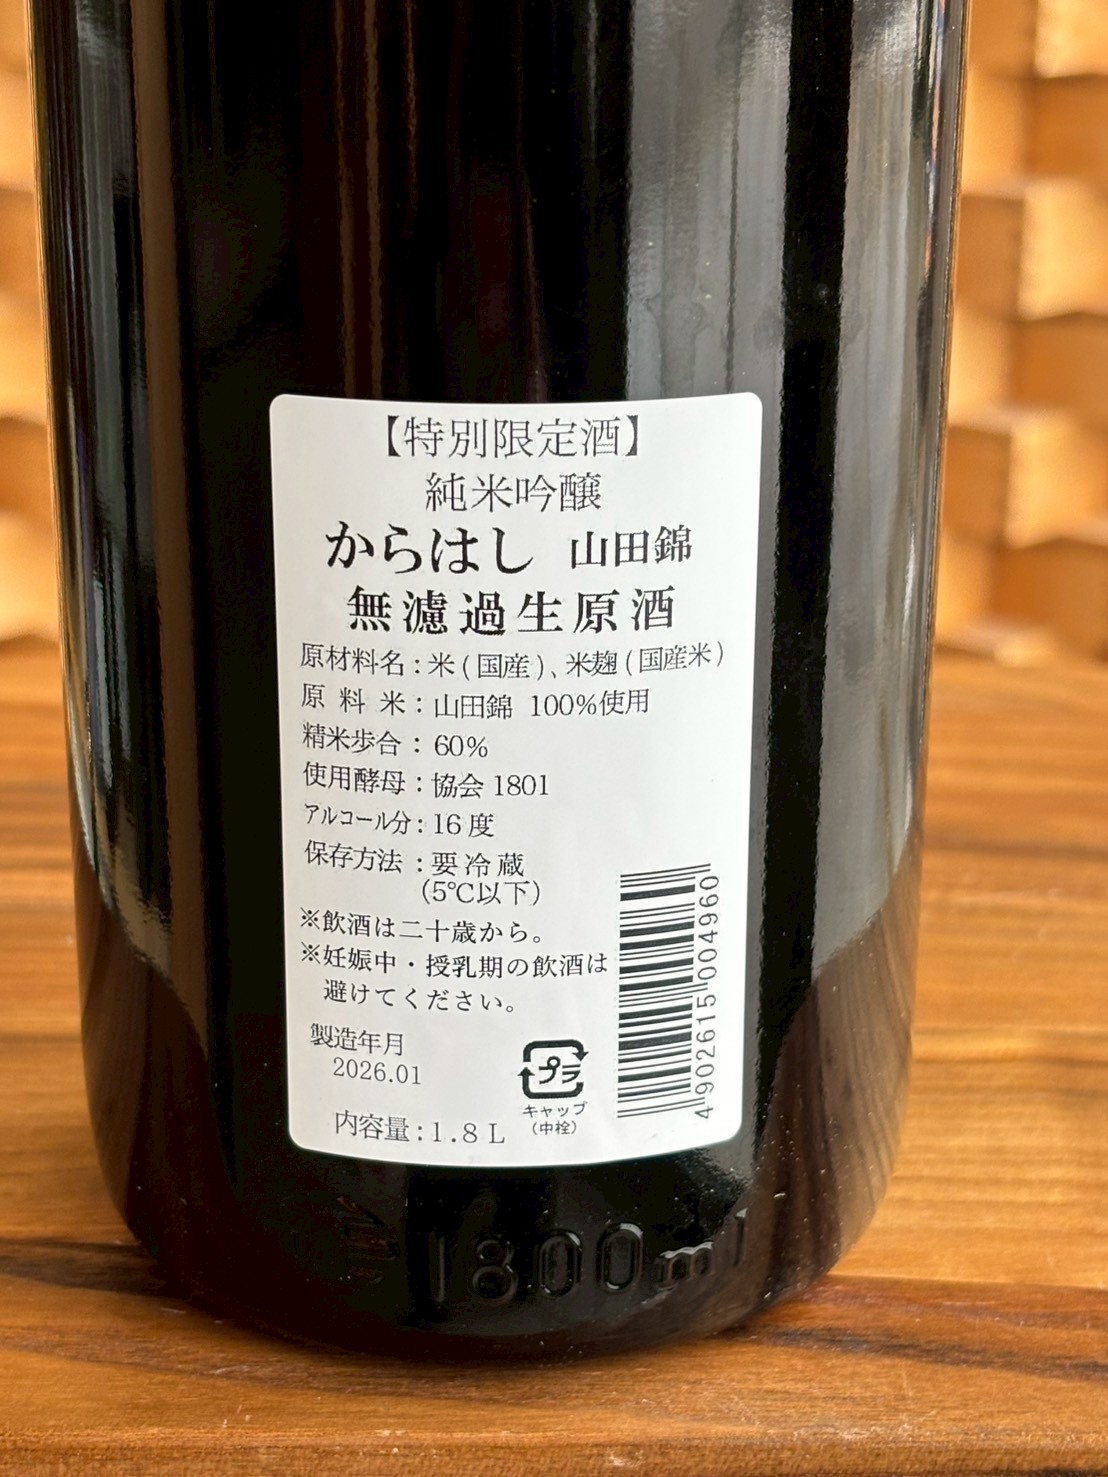 【特別限定酒】
純米吟醸
からはし 山田錦
無濾過生原酒
原材料名：米(国産)、米麹(国産米)
原料米：山田錦 100%使用
精米歩合：60%
使用酵母：協会1801
アルコール分：16度
保存方法：要冷蔵
(5℃以下)
※飲酒は二十歳から。
※妊娠中・授乳期の飲酒は
避けてください。
製造年月
2026.01
内容量：1.8L
プラ
キャップ
(中栓)
4902615004960
1800ml